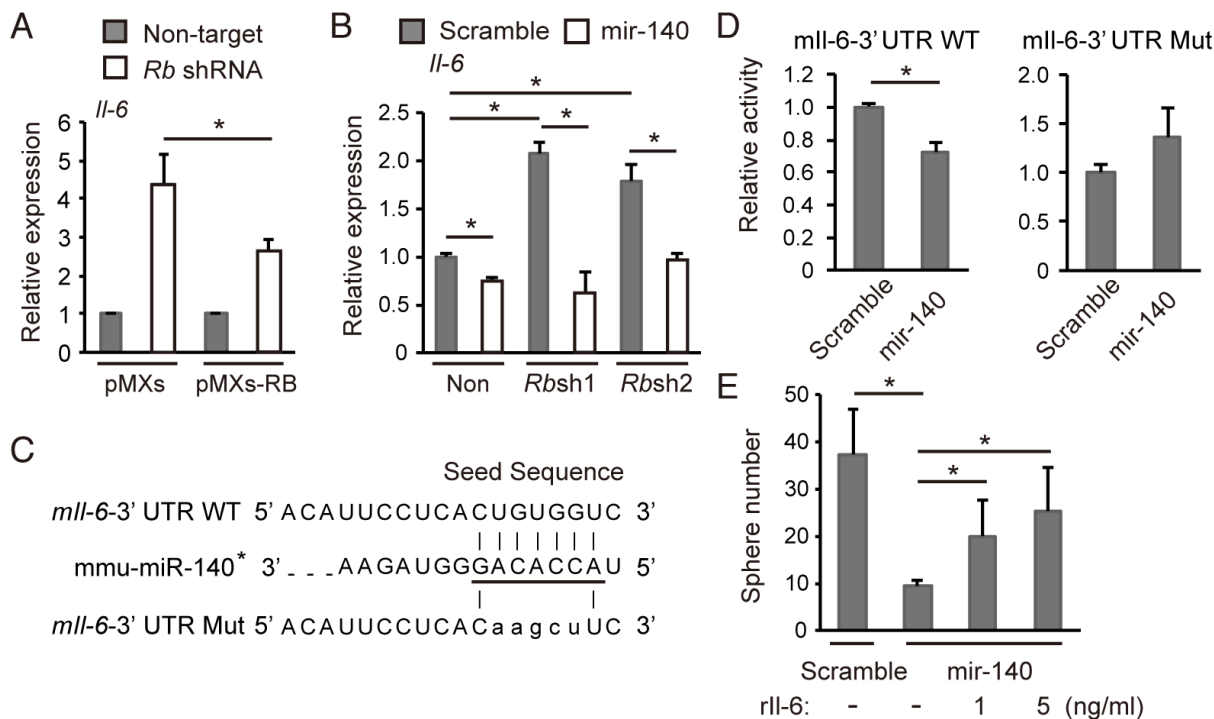 A
Non-target
Rb shRNA
Il-6
*
Relative expression
6
5
4
3
2
1
0
pMXs
pMXs-RB
B
Scramble
mir-140
Il-6
*
*
*
*
*
Relative expression
2.5
2.0
1.5
1.0
0.5
0
Non
Rbsh1
Rbsh2
C
Seed Sequence
mIl-6-3’ UTR WT 5’ ACAUUCCUCACUGUGGUC 3’
mmu-miR-140* 3’ - - - AAGAUGGGACACCAU 5’
mIl-6-3’ UTR Mut 5’ ACAUUCCUCACaagcuUC 3’
D
mIl-6-3’ UTR WT
*
Relative activity
1.2
1.0
0.8
0.6
0.4
0.2
0
Scramble
mir-140
mIl-6-3’ UTR Mut
2.0
1.5
1.0
0.5
0
Scramble
mir-140
E
*
*
*
Sphere number
50
40
30
20
10
0
Scramble
mir-140
rIl-6: - - 1 5 (ng/ml)